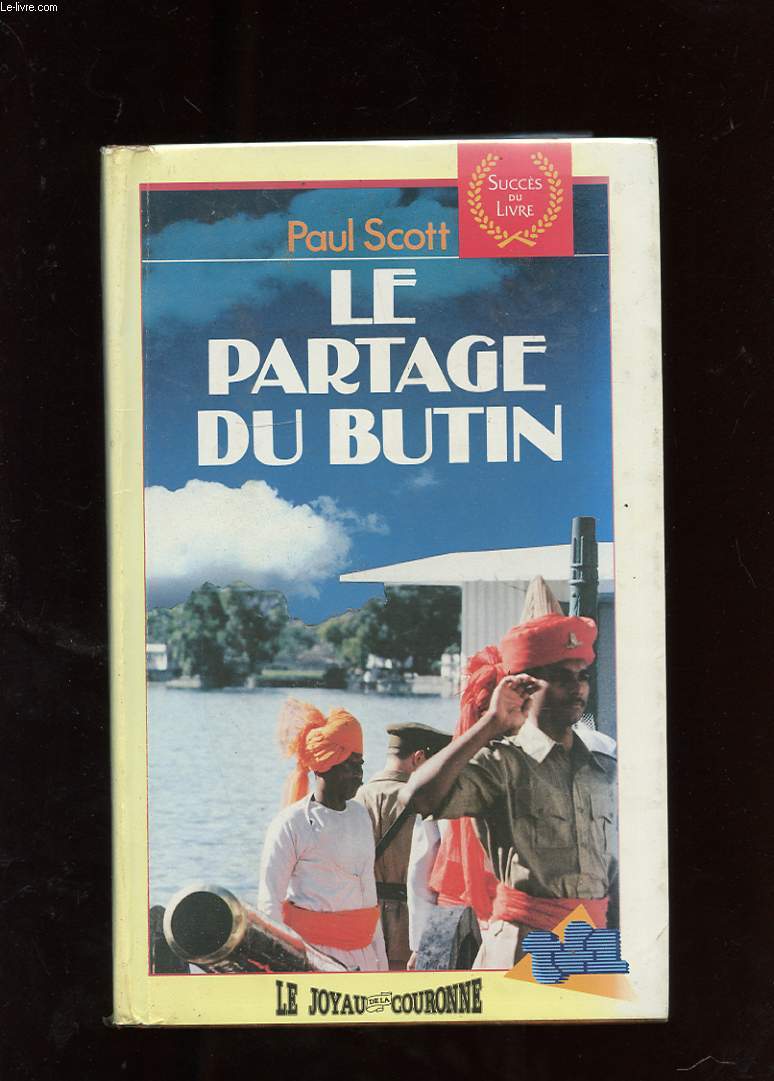 Le-livre.com
SUCCÈS
DU
LIVRE
Paul Scott
LE
PARTAGE
DU BUTIN
LE JOYAU DE LA COURONNE